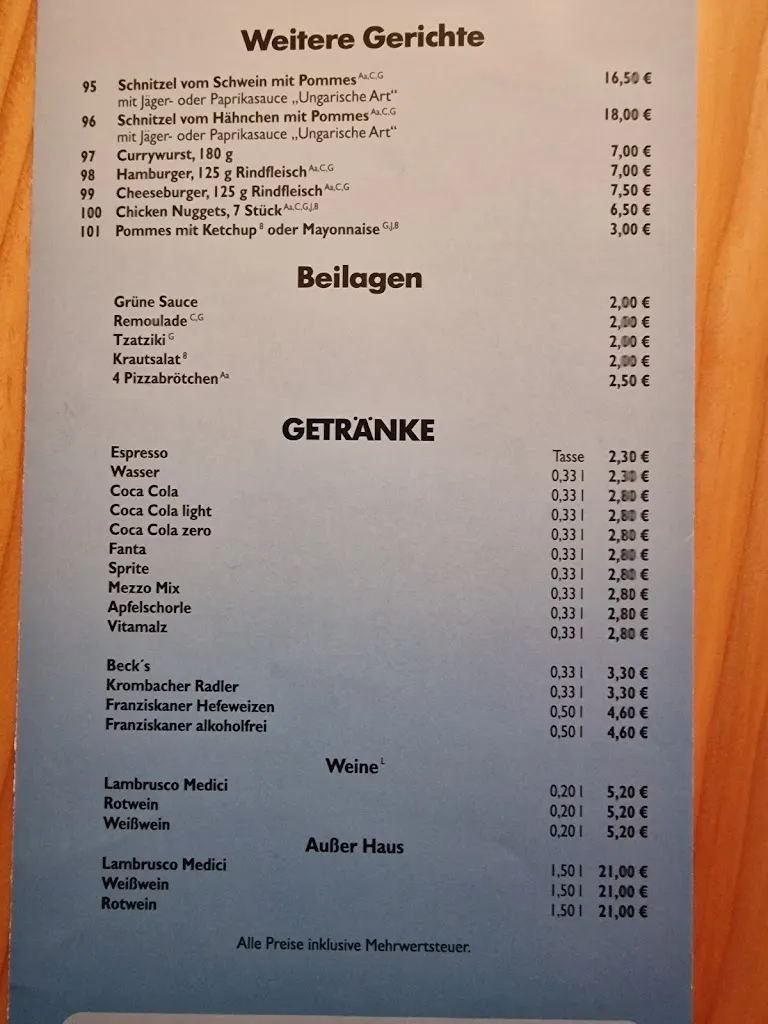 Weitere Gerichte
95 Schnitzel vom Schwein mit Pommes Aa,C,G 16,50 €
mit Jäger- oder Paprikasauce „Ungarische Art“
96 Schnitzel vom Hähnchen mit Pommes Aa,C,G 18,00 €
mit Jäger- oder Paprikasauce „Ungarische Art“
97 Currywurst, 180 g 7,00 €
98 Hamburger, 125 g Rindfleisch Aa,C,G 7,00 €
99 Cheeseburger, 125 g Rindfleisch Aa,C,G 7,50 €
100 Chicken Nuggets, 7 Stück Aa,C,G,J,8 6,50 €
101 Pommes mit Ketchup 8 oder Mayonnaise G,J,8 3,00 €
Beilagen
Grüne Sauce 2,00 €
Remoulade C,G 2,00 €
Tzatziki G 2,00 €
Krautsalat 8 2,00 €
4 Pizzabrötchen Aa 2,50 €
GETRÄNKE
Espresso Tasse 2,30 €
Wasser 0,33 l 2,30 €
Coca Cola 0,33 l 2,80 €
Coca Cola light 0,33 l 2,80 €
Coca Cola zero 0,33 l 2,80 €
Fanta 0,33 l 2,80 €
Sprite 0,33 l 2,80 €
Mezzo Mix 0,33 l 2,80 €
Apfelschorle 0,33 l 2,80 €
Vitamalz 0,33 l 2,80 €
Beck´s 0,33 l 3,30 €
Krombacher Radler 0,33 l 3,30 €
Franziskaner Hefeweizen 0,50 l 4,60 €
Franziskaner alkoholfrei 0,50 l 4,60 €
Weine L
Lambrusco Medici 0,20 l 5,20 €
Rotwein 0,20 l 5,20 €
Weißwein 0,20 l 5,20 €
Außer Haus
Lambrusco Medici 1,50 l 21,00 €
Weißwein 1,50 l 21,00 €
Rotwein 1,50 l 21,00 €
Alle Preise inklusive Mehrwertsteuer.